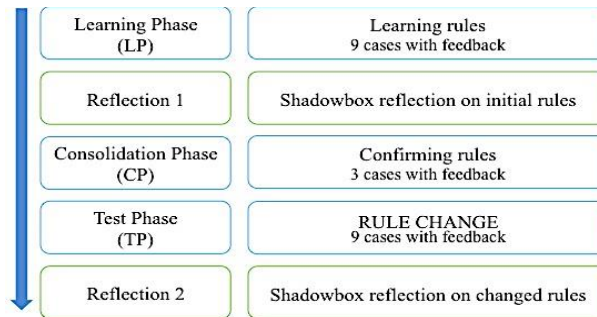 Learning Phase
(LP)
Learning rules
9 cases with feedback
Reflection 1
Shadowbox reflection on initial rules
Consolidation Phase
(CP)
Confirming rules
3 cases with feedback
Test Phase
(TP)
RULE CHANGE
9 cases with feedback
Reflection 2
Shadowbox reflection on changed rules